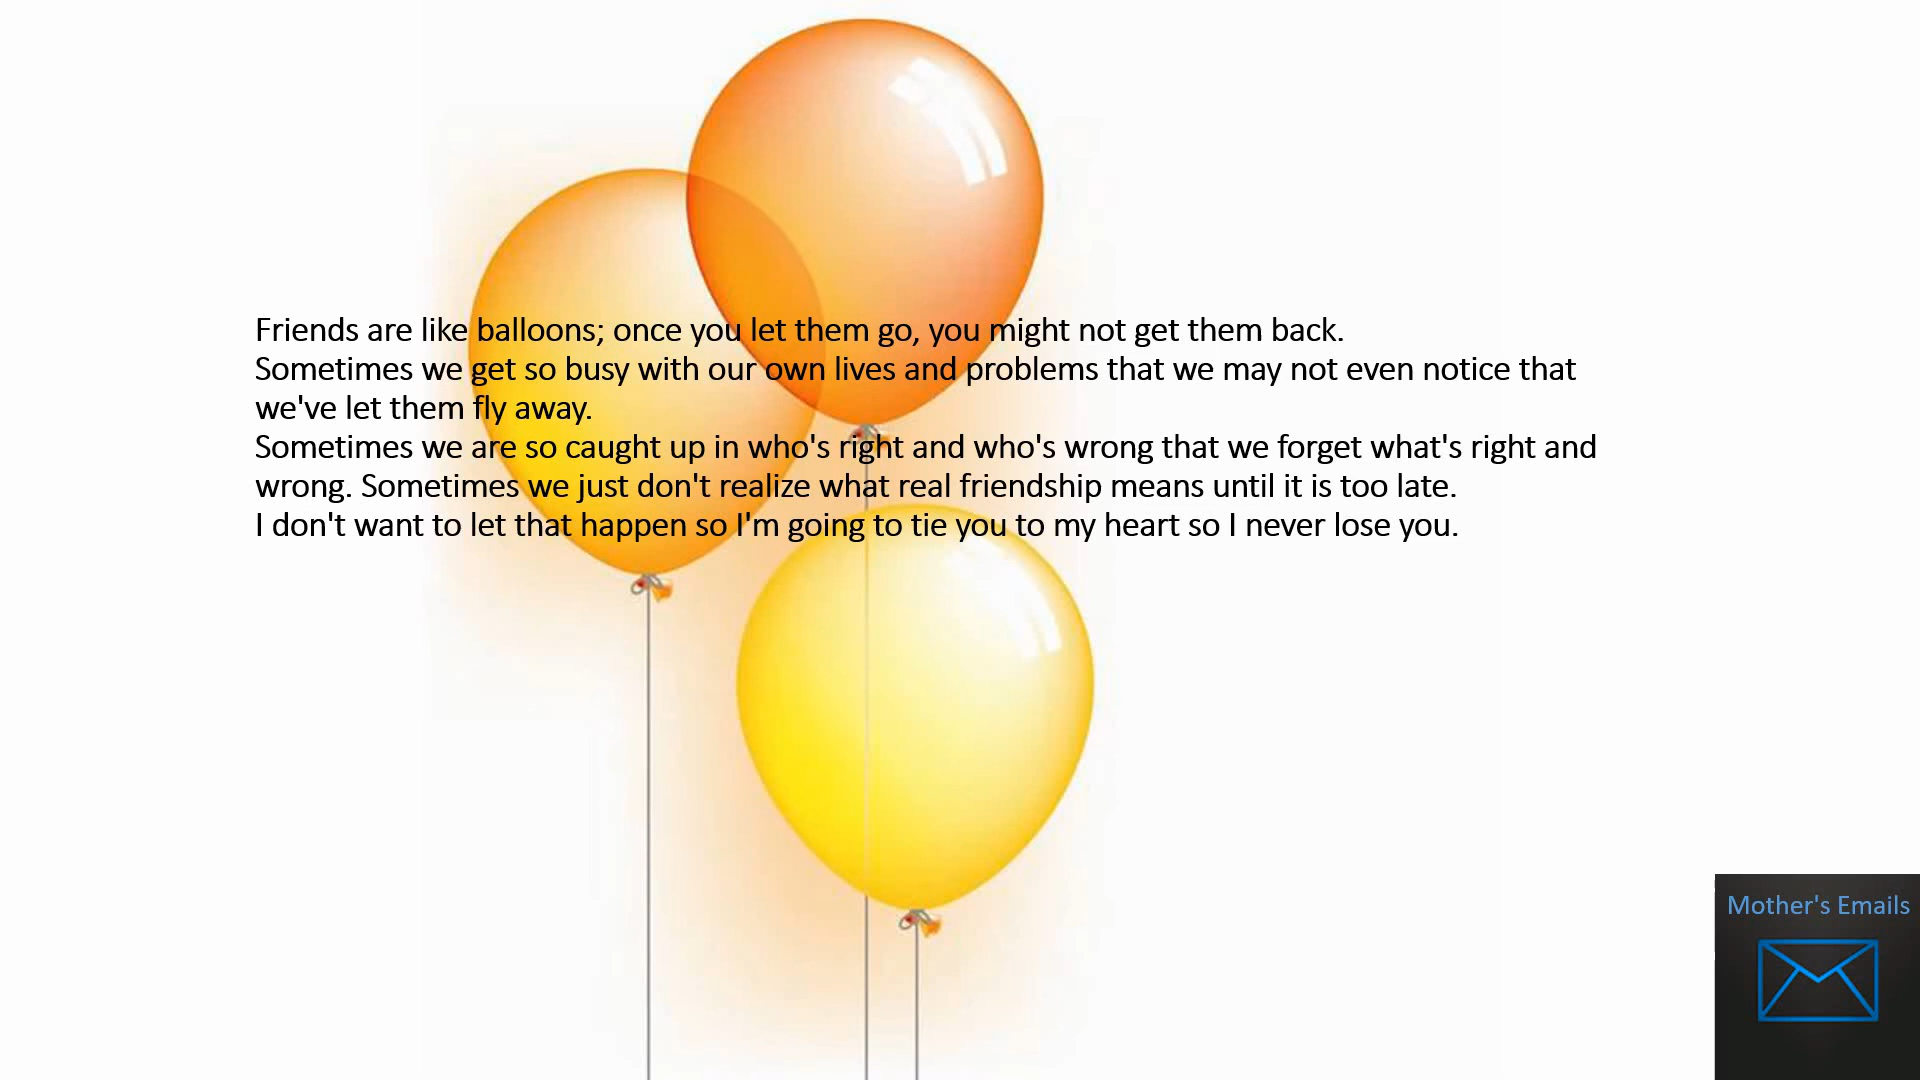 Friends are like balloons; once you let them go, you might not get them back.
Sometimes we get so busy with our own lives and problems that we may not even notice that
we've let them fly away.
Sometimes we are so caught up in who's right and who's wrong that we forget what's right and
wrong. Sometimes we just don't realize what real friendship means until it is too late.
I don't want to let that happen so I'm going to tie you to my heart so I never lose you.
Mother's Emails